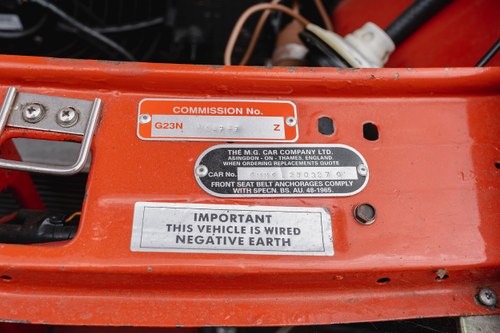 COMMISSION No.
G23N Z
THE M.G. CAR COMPANY LTD.
ABINGDON - ON - THAMES, ENGLAND
WHEN ORDERING REPLACEMENTS QUOTE
CAR No.
FRONT SEAT BELT ANCHORAGES COMPLY
WITH SPECN. BS. AU. 48-1965.
IMPORTANT
THIS VEHICLE IS WIRED
NEGATIVE EARTH